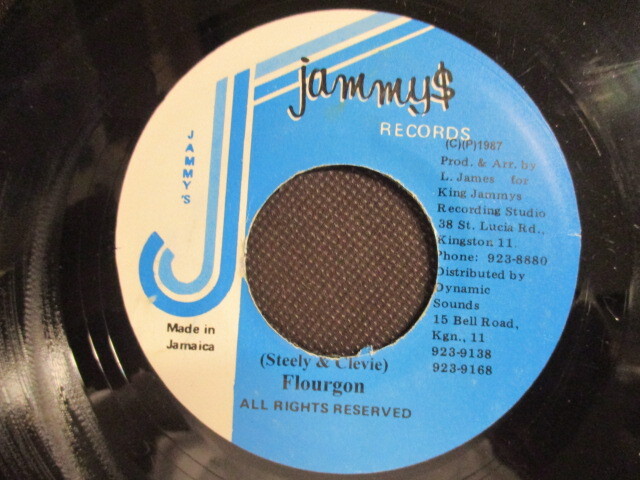 jammy$
RECORDS
JAMMY'S
(C)(P)1987
Prod. & Arr. by
L. James for
King Jammys
Recording Studio
38 St. Lucia Rd.,
Kingston 11.
Phone: 923-8880
Distributed by
Dynamic
Sounds
15 Bell Road,
Kgn., 11
923-9138
923-9168
Made in
Jamaica
(Steely & Clevie)
Flourgon
ALL RIGHTS RESERVED